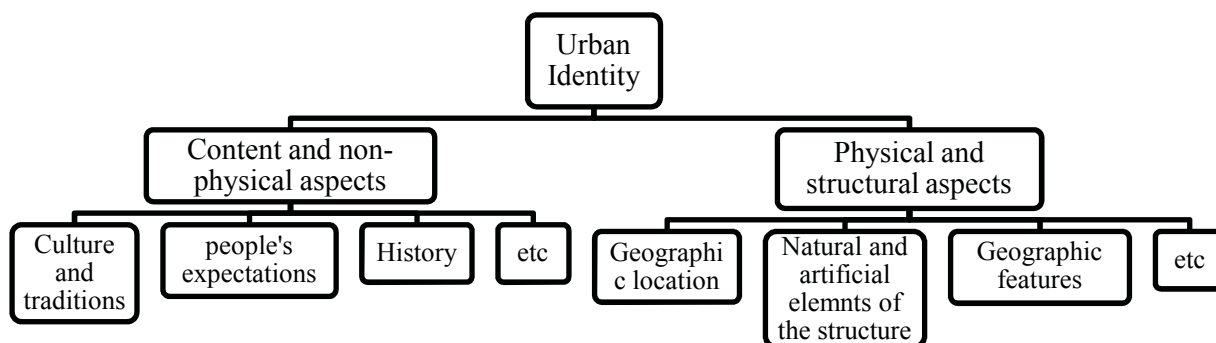 Urban
Identity
Content and non-
physical aspects
Physical and
structural aspects
Culture
and
traditions
people's
expectations
History
etc
Geographi
c location
Natural and
artificial
elemnts of
the structure
Geographic
features
etc